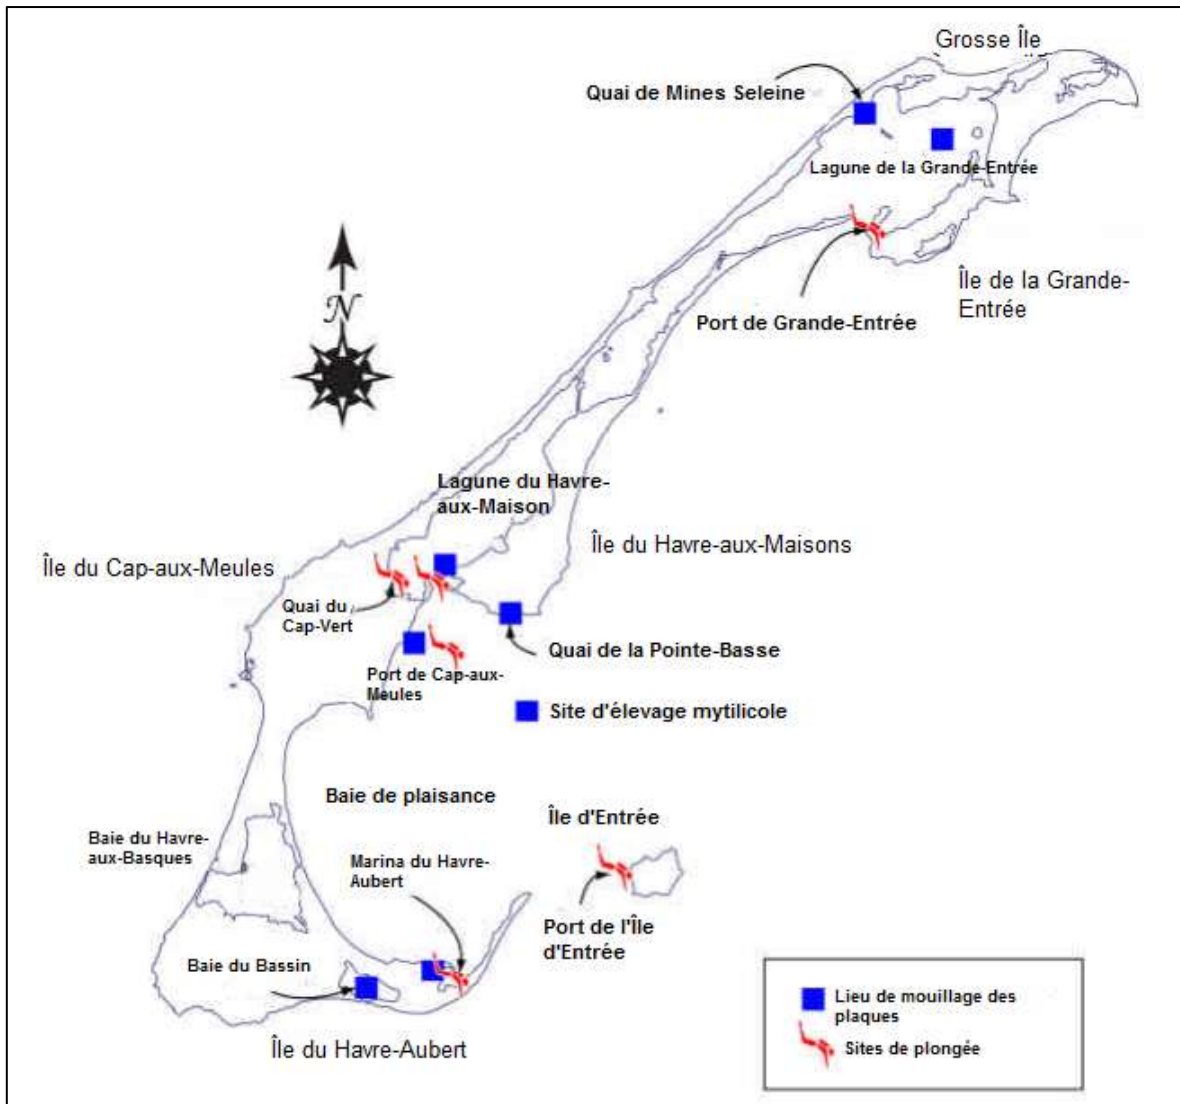 Grosse Île
Quai de Mines Seleine
Lagune de la Grande-Entrée
Île de la Grande-
Entrée
Port de Grande-Entrée
N
Lagune du Havre-
aux-Maison
Île du Havre-aux-Maisons
Île du Cap-aux-Meules
Quai du
Cap-Vert
Quai de la Pointe-Basse
Port de Cap-aux-
Meules
Site d'élevage mytilicole
Baie de plaisance
Île d'Entrée
Baie du Havre-
aux-Basques
Marina du Havre-
Aubert
Port de l'Île
d'Entrée
Baie du Bassin
Île du Havre-Aubert
Lieu de mouillage des
plaques
Sites de plongée